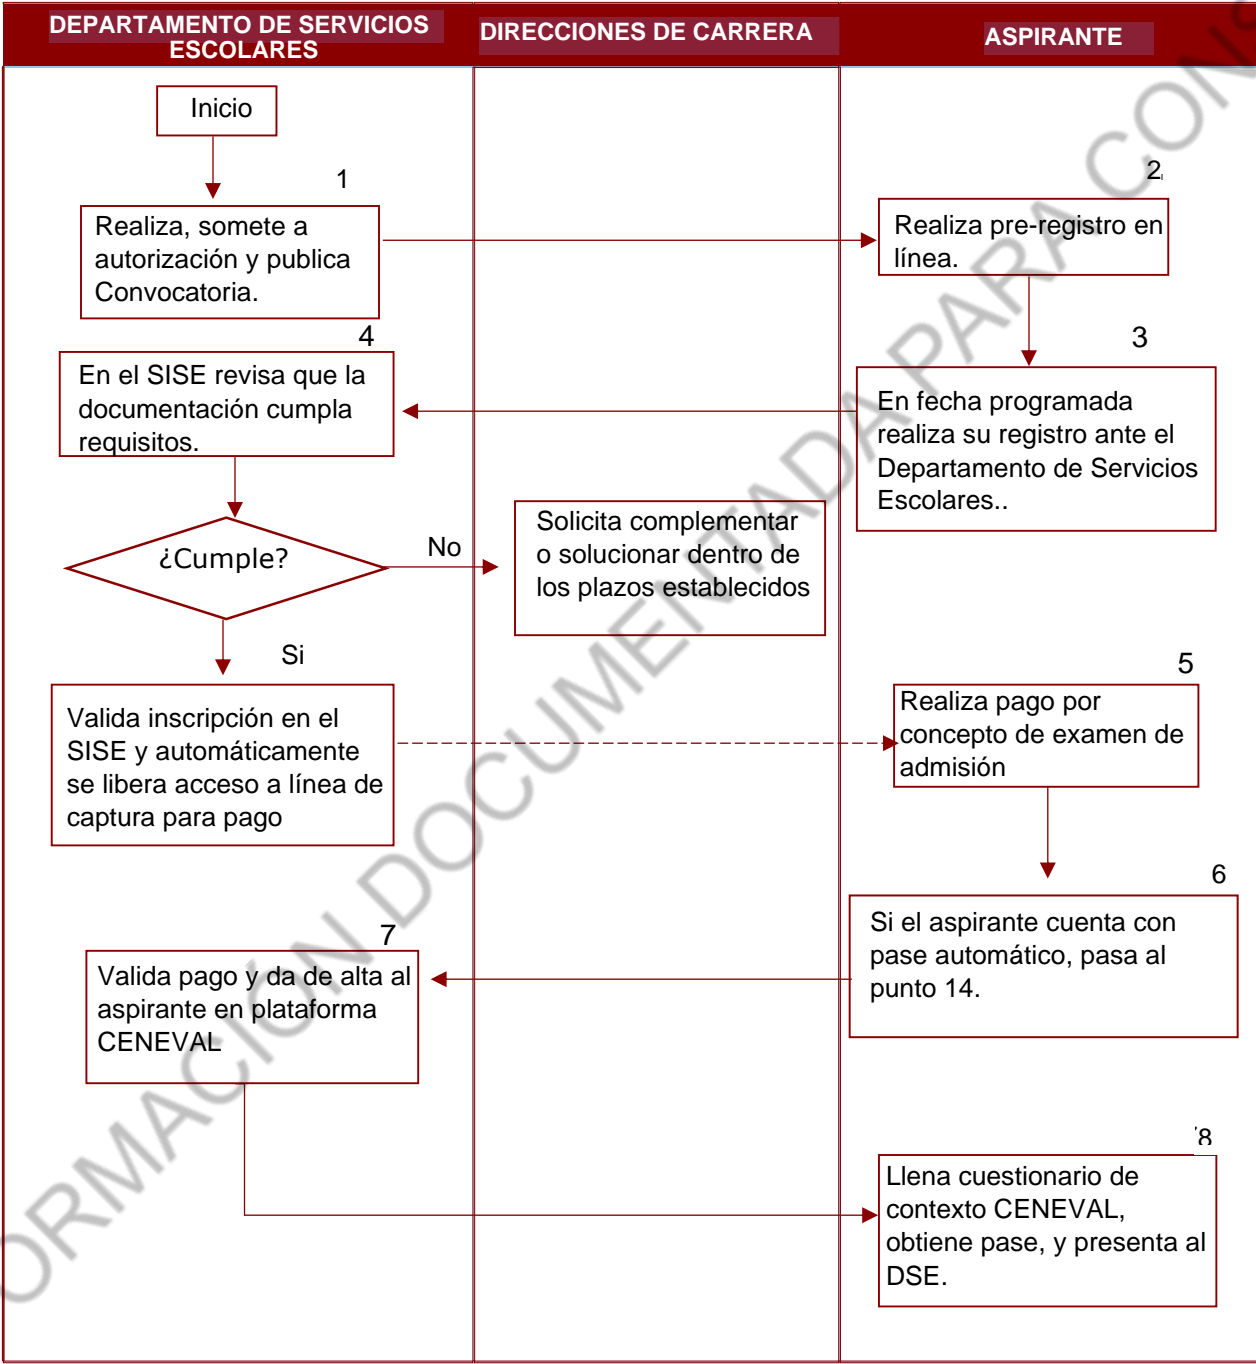 DEPARTAMENTO DE SERVICIOS
ESCOLARES
DIRECCIONES DE CARRERA
ASPIRANTE
Inicio
1
Realiza, somete a
autorización y publica
Convocatoria.
2
Realiza pre-registro en
línea.
3
En fecha programada
realiza su registro ante el
Departamento de Servicios
Escolares..
4
En el SISE revisa que la
documentación cumpla
requisitos.
¿Cumple?
No
Solicita complementar
o solucionar dentro de
los plazos establecidos
Si
Valida inscripción en el
SISE y automáticamente
se libera acceso a línea de
captura para pago
5
Realiza pago por
concepto de examen de
admisión
6
Si el aspirante cuenta con
pase automático, pasa al
punto 14.
7
Valida pago y da de alta al
aspirante en plataforma
CENEVAL
8
Llena cuestionario de
contexto CENEVAL,
obtiene pase, y presenta al
DSE.
ORMACIÓN DOCUMENTADA PARA CONS